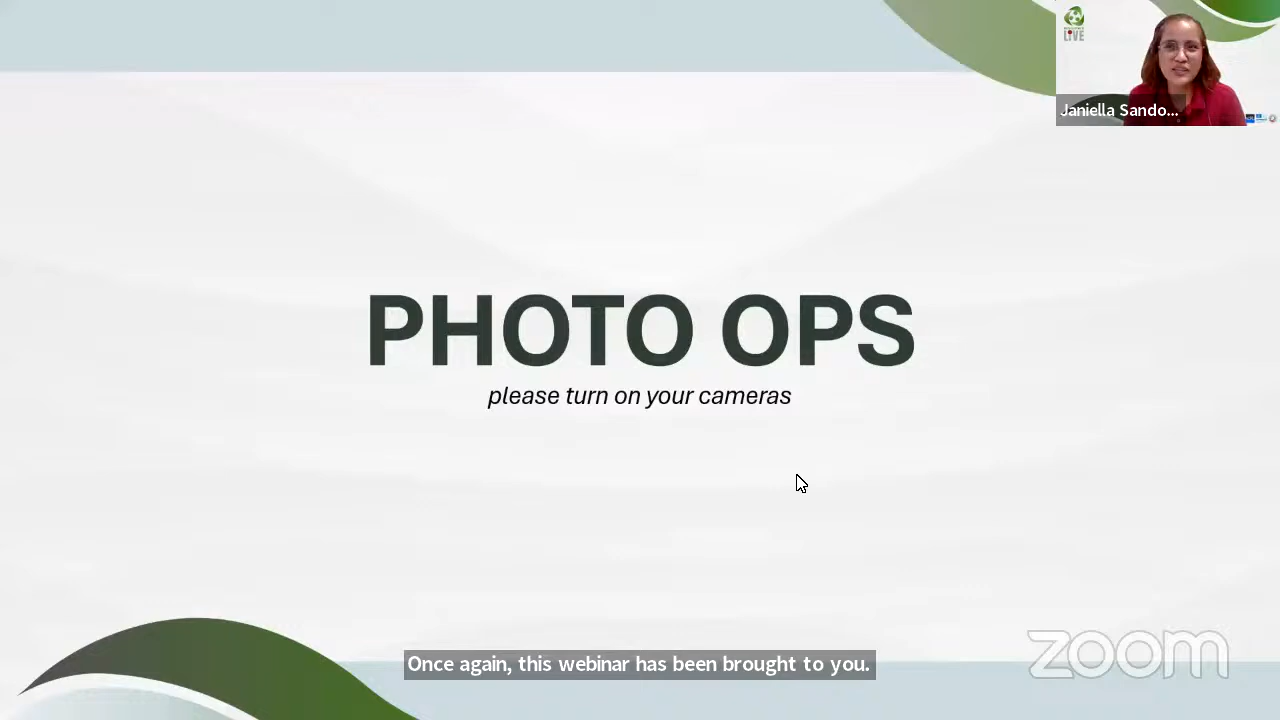 LIVE
Janiella Sando...
PHOTO OPS
please turn on your cameras
Once again, this webinar has been brought to you.
zoom